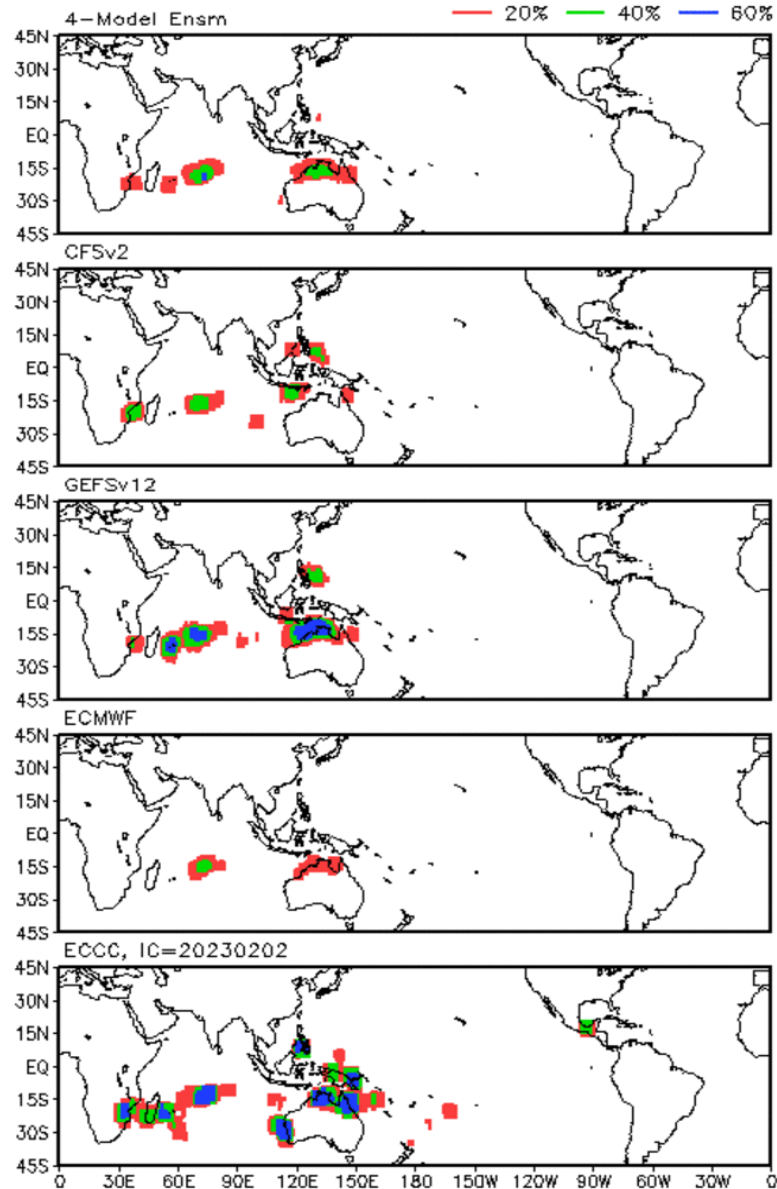 4-Model Ensm 20% 40% 60%
45N
30N
15N
EQ
15S
30S
45S
CFSv2
45N
30N
15N
EQ
15S
30S
45S
GEFSv12
45N
30N
15N
EQ
15S
30S
45S
ECMWF
45N
30N
15N
EQ
15S
30S
45S
ECCC, IC=20230202
45N
30N
15N
EQ
15S
30S
45S
0 30E 60E 90E 120E 150E 180 150W 120W 90W 60W 30W 0